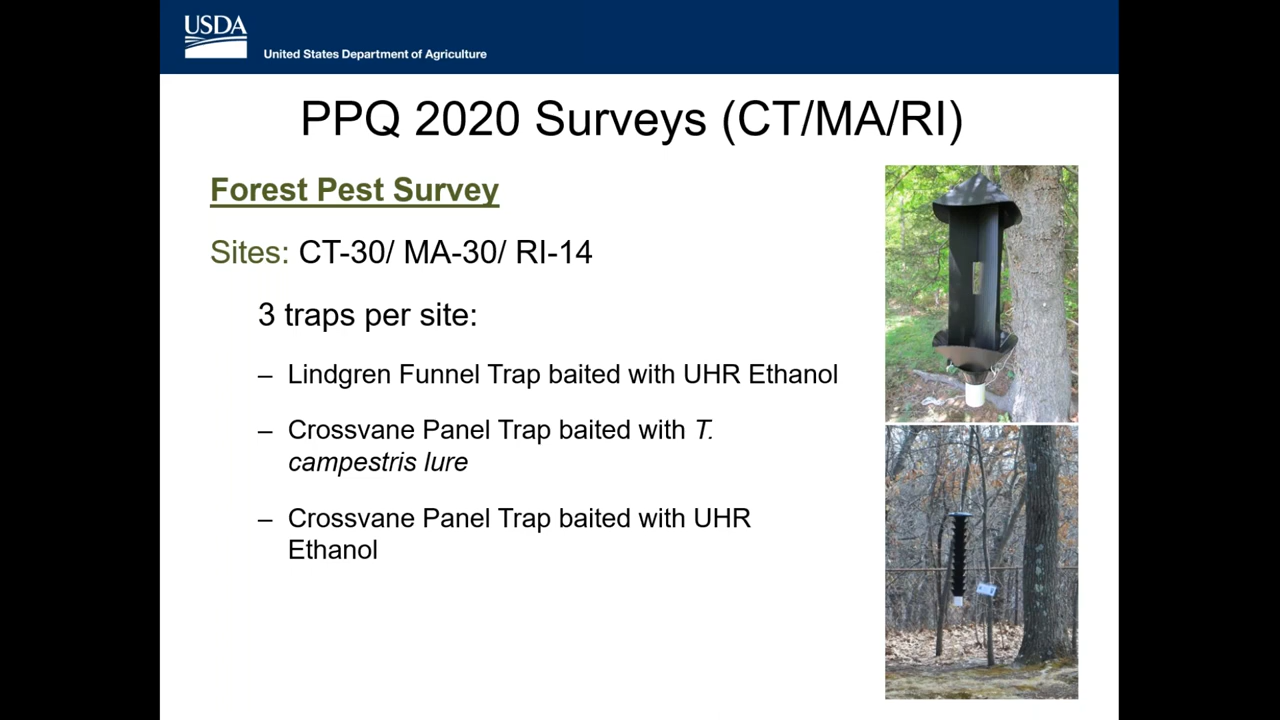 USDA
United States Department of Agriculture
PPQ 2020 Surveys (CT/MA/RI)
Forest Pest Survey
Sites: CT-30/ MA-30/ RI-14
3 traps per site:
– Lindgren Funnel Trap baited with UHR Ethanol
– Crossvane Panel Trap baited with T.
campestris lure
– Crossvane Panel Trap baited with UHR
Ethanol